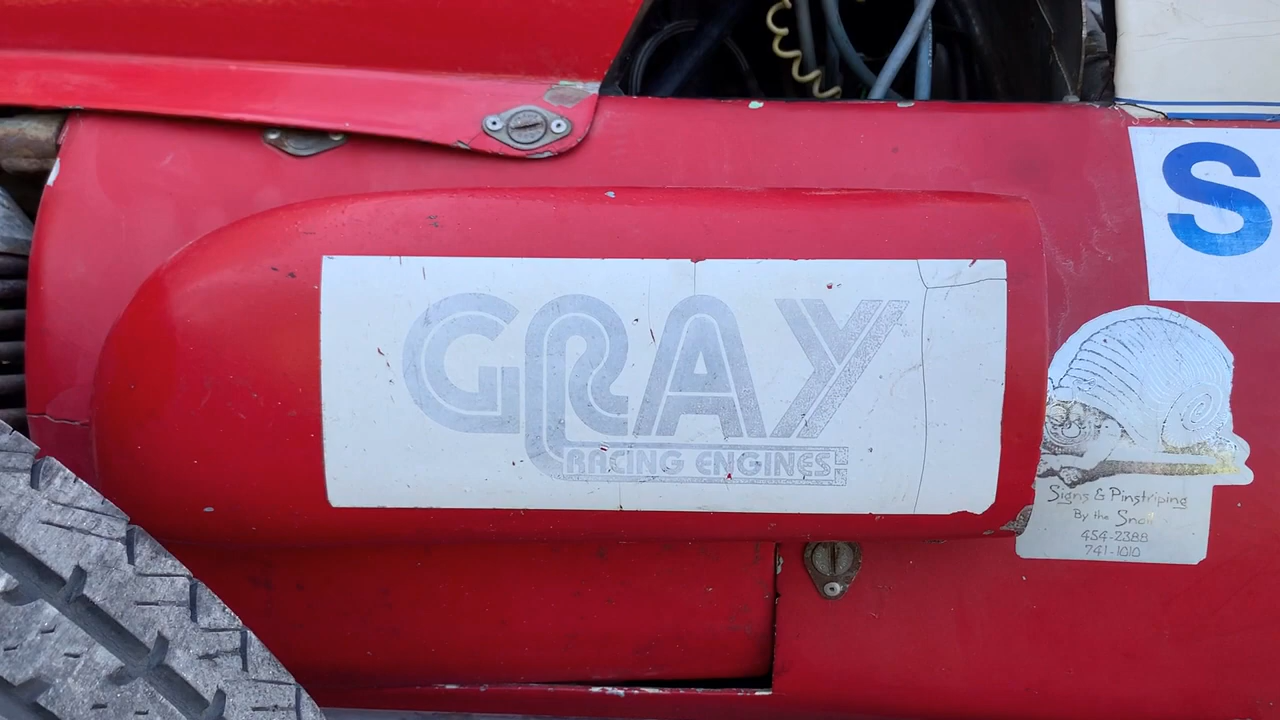 S
GRAY
RACING ENGINES
Signs & Pinstriping
By the Snail
454-2388
741-1010